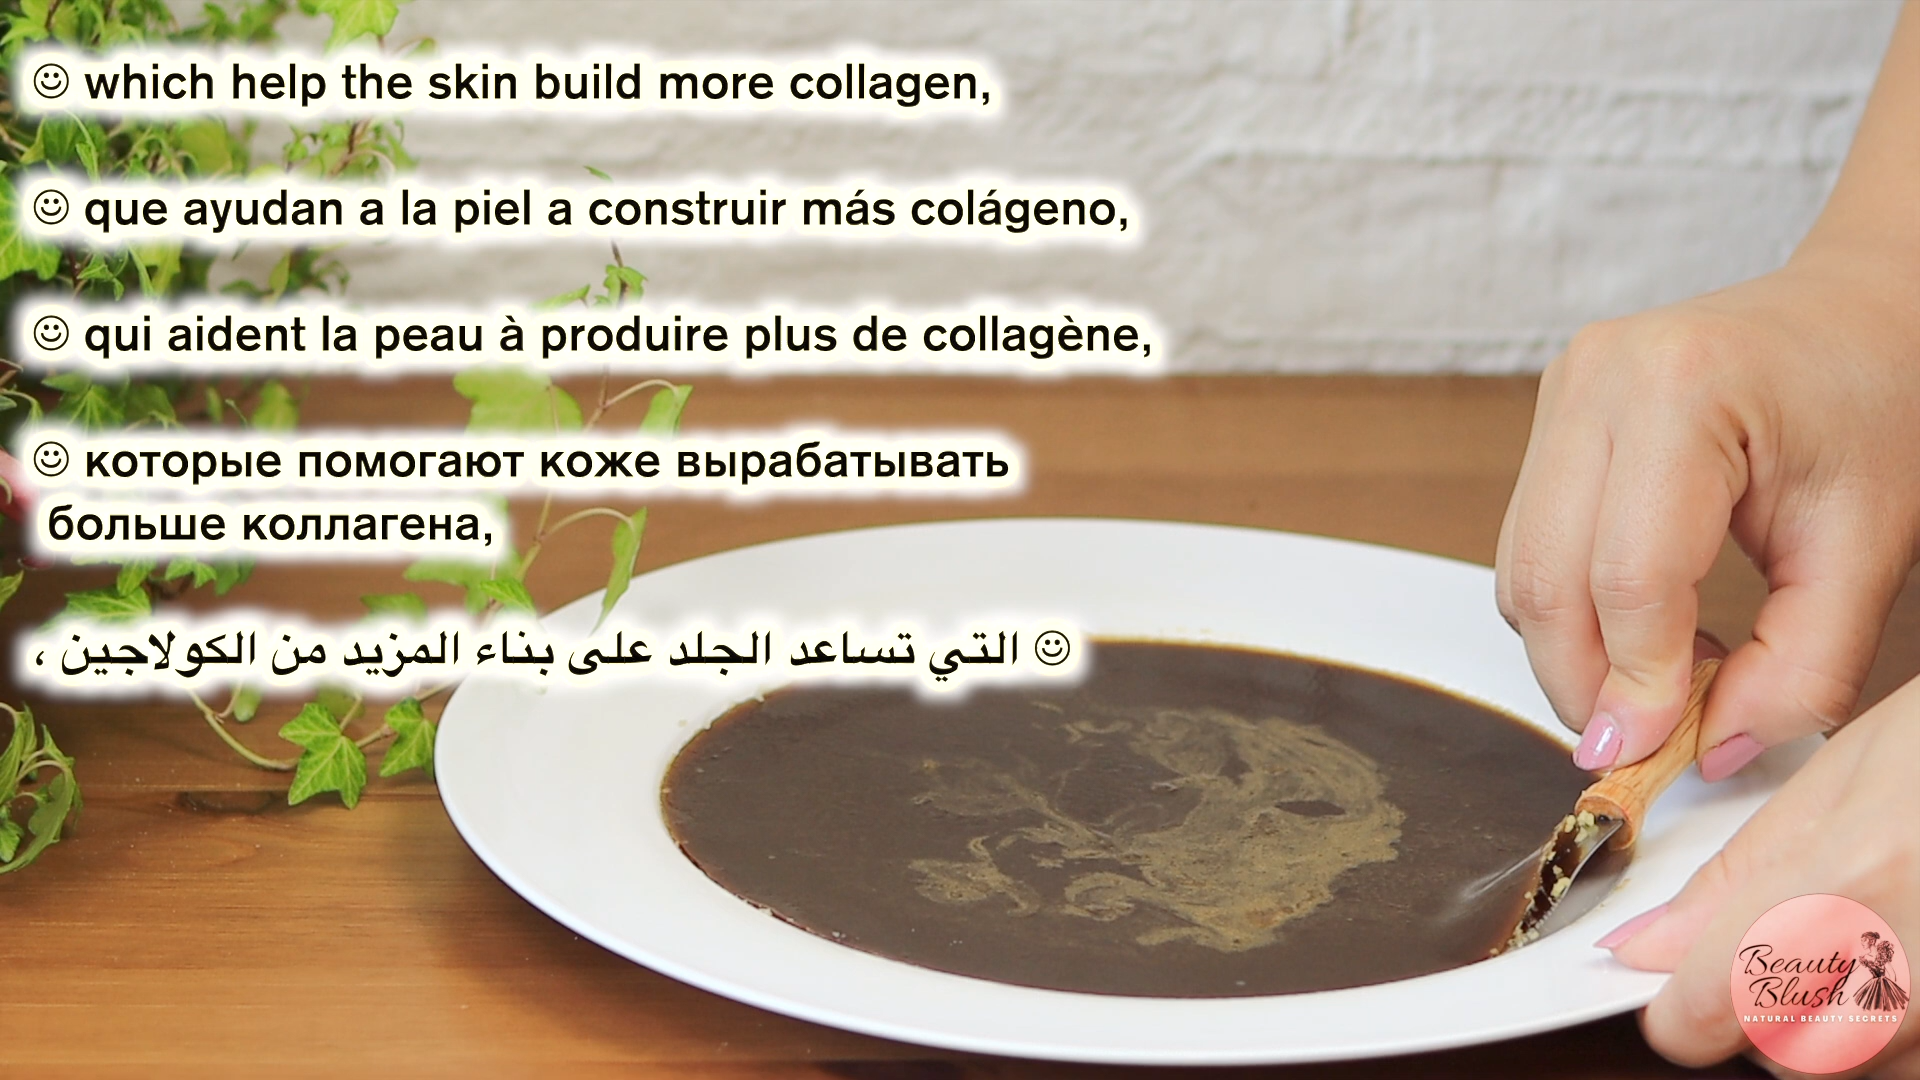 ☺ which help the skin build more collagen,
☺ que ayudan a la piel a construir más colágeno,
☺ qui aident la peau à produire plus de collagène,
☺ которые помогают коже вырабатывать
больше коллагена,
☺ التي تساعد الجلد على بناء المزيد من الكولاجين ،
Beauty
Blush
NATURAL BEAUTY SECRETS